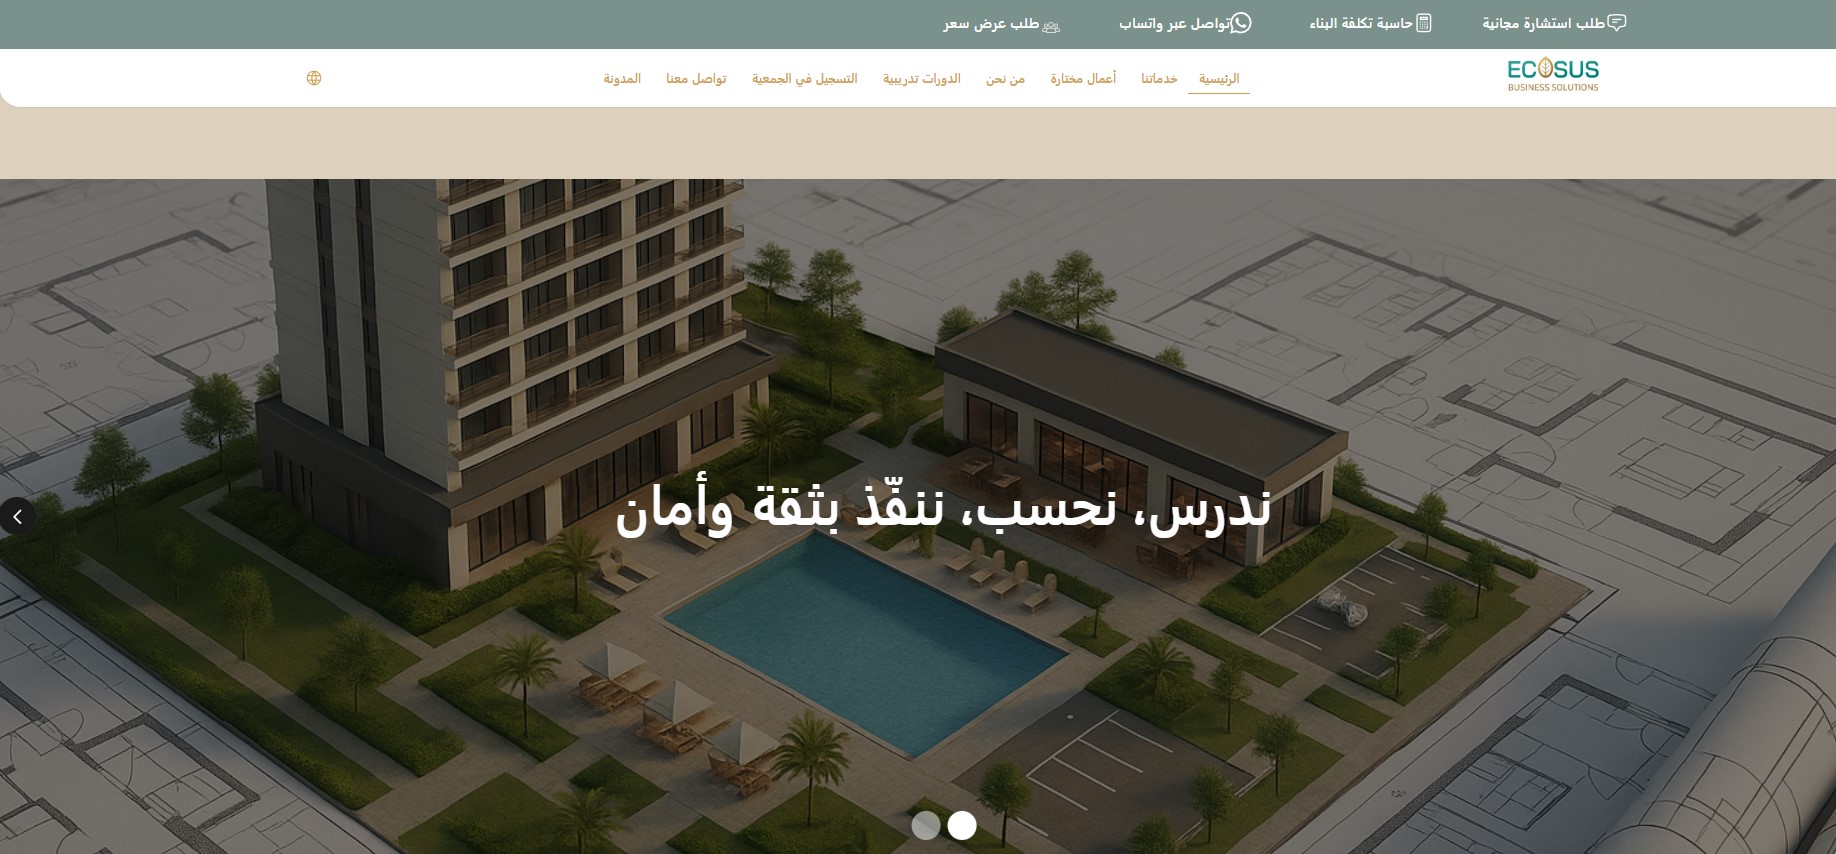 طلب استشارة مجانية
حاسبة تكلفة البناء
تواصل عبر واتساب
طلب عرض سعر
ECOSUS
BUSINESS SOLUTIONS
الرئيسية
خدماتنا
أعمال مختارة
من نحن
الدورات تدريبية
التسجيل في الجمعية
تواصل معنا
المدونة
ندرس، نحسب، ننفّذ بثقة وأمان